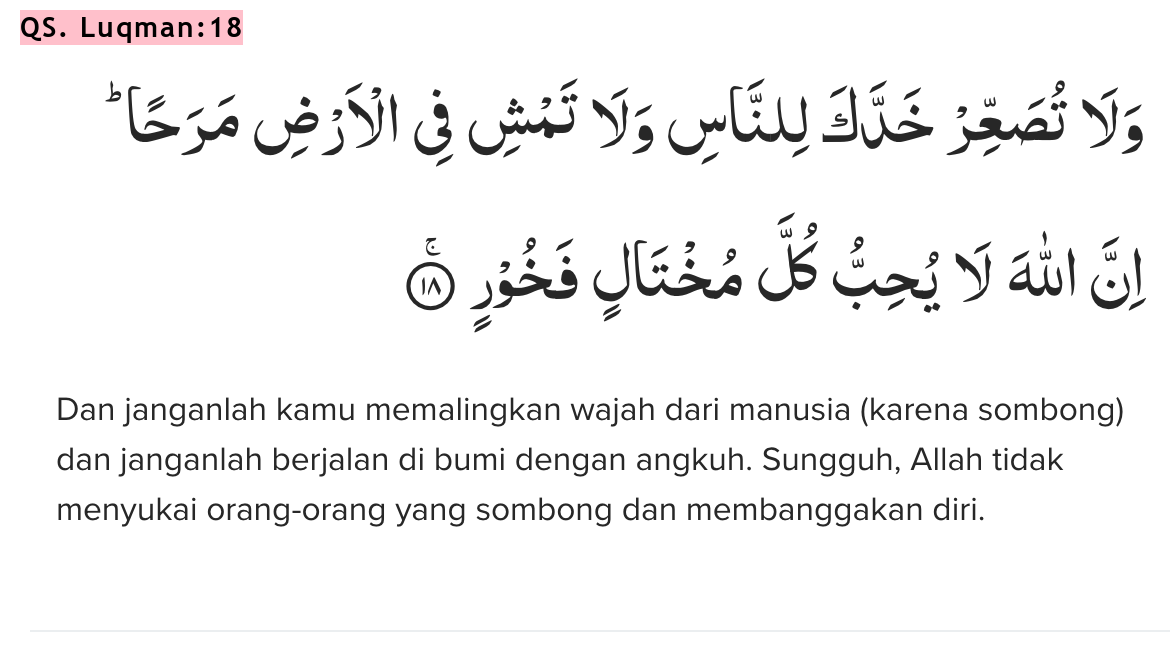 QS. Luqman:18
وَلَا تُصَعِّرْ خَدَّكَ لِلنَّاسِ وَلَا تَمْشِ فِى الْاَرْضِ مَرَحًاۗ
اِنَّ اللّٰهَ لَا يُحِبُّ كُلَّ مُخْتَالٍ فَخُوْرٍۚ ۝١٨
Dan janganlah kamu memalingkan wajah dari manusia (karena sombong)
dan janganlah berjalan di bumi dengan angkuh. Sungguh, Allah tidak
menyukai orang-orang yang sombong dan membanggakan diri.